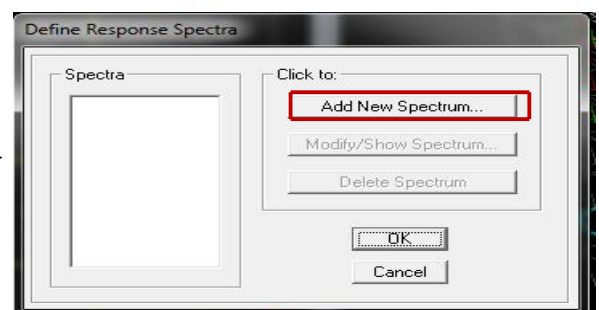 Define Response Spectra
Spectra
Click to:
Add New Spectrum...
Modify/Show Spectrum...
Delete Spectrum
OK
Cancel